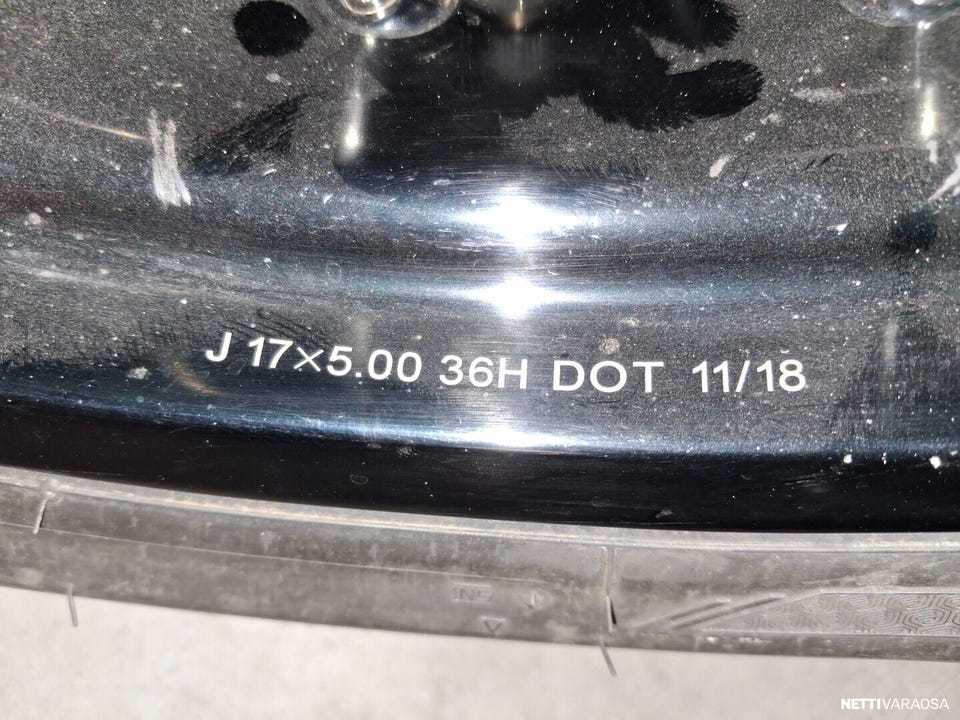 J 17×5.00 36H DOT 11/18
NETTIVARAOSA